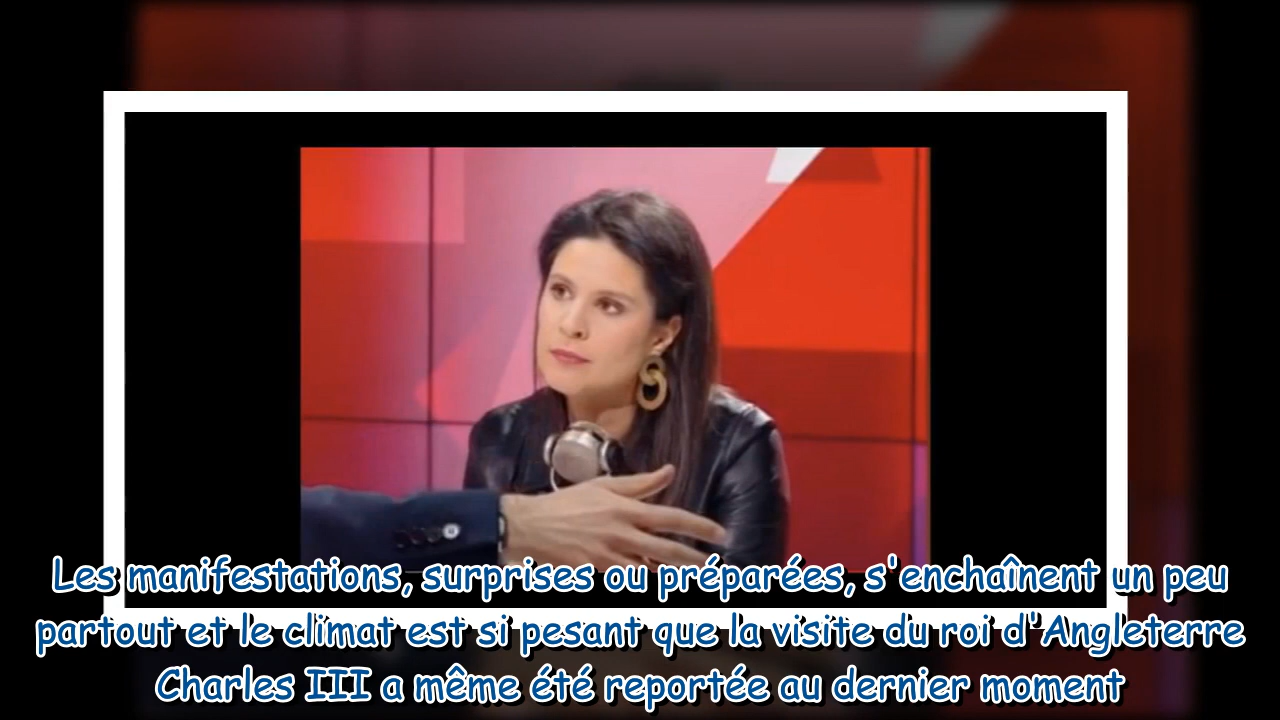 Les manifestations, surprises ou préparées, s'enchaînent un peu
partout et le climat est si pesant que la visite du roi d'Angleterre
Charles III a même été reportée au dernier moment